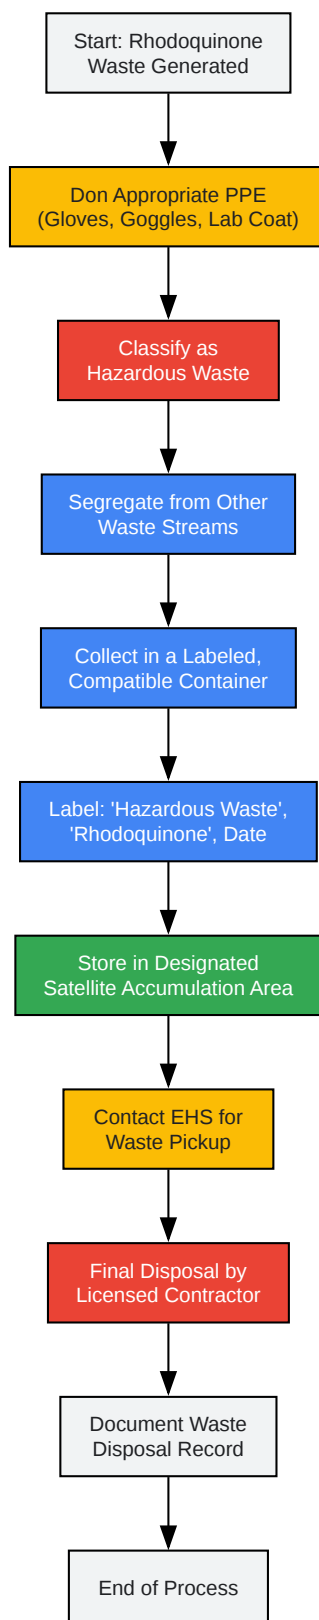 Start: Rhodoquinone
Waste Generated
Don Appropriate PPE
(Gloves, Goggles, Lab Coat)
Classify as
Hazardous Waste
Segregate from Other
Waste Streams
Collect in a Labeled,
Compatible Container
Label: 'Hazardous Waste',
'Rhodoquinone', Date
Store in Designated
Satellite Accumulation Area
Contact EHS for
Waste Pickup
Final Disposal by
Licensed Contractor
Document Waste
Disposal Record
End of Process